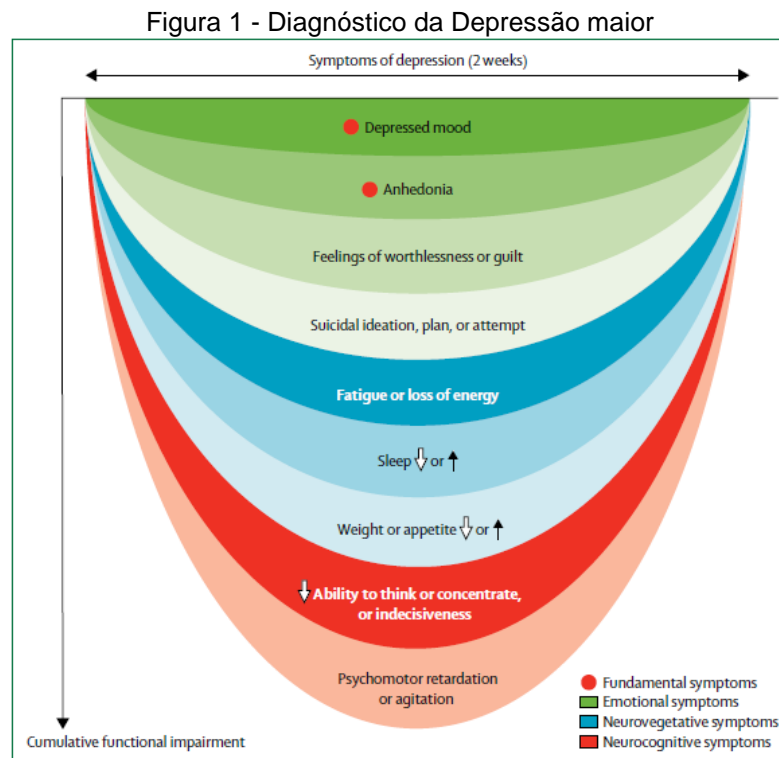 Figura 1 - Diagnóstico da Depressão maior
Symptoms of depression (2 weeks)
Depressed mood
Anhedonia
Feelings of worthlessness or guilt
Suicidal ideation, plan, or attempt
Fatigue or loss of energy
Sleep ⇩ or ↑
Weight or appetite ⇩ or ↑
⇩ Ability to think or concentrate,
or indecisiveness
Psychomotor retardation
or agitation
Fundamental symptoms
Emotional symptoms
Neurovegetative symptoms
Neurocognitive symptoms
Cumulative functional impairment